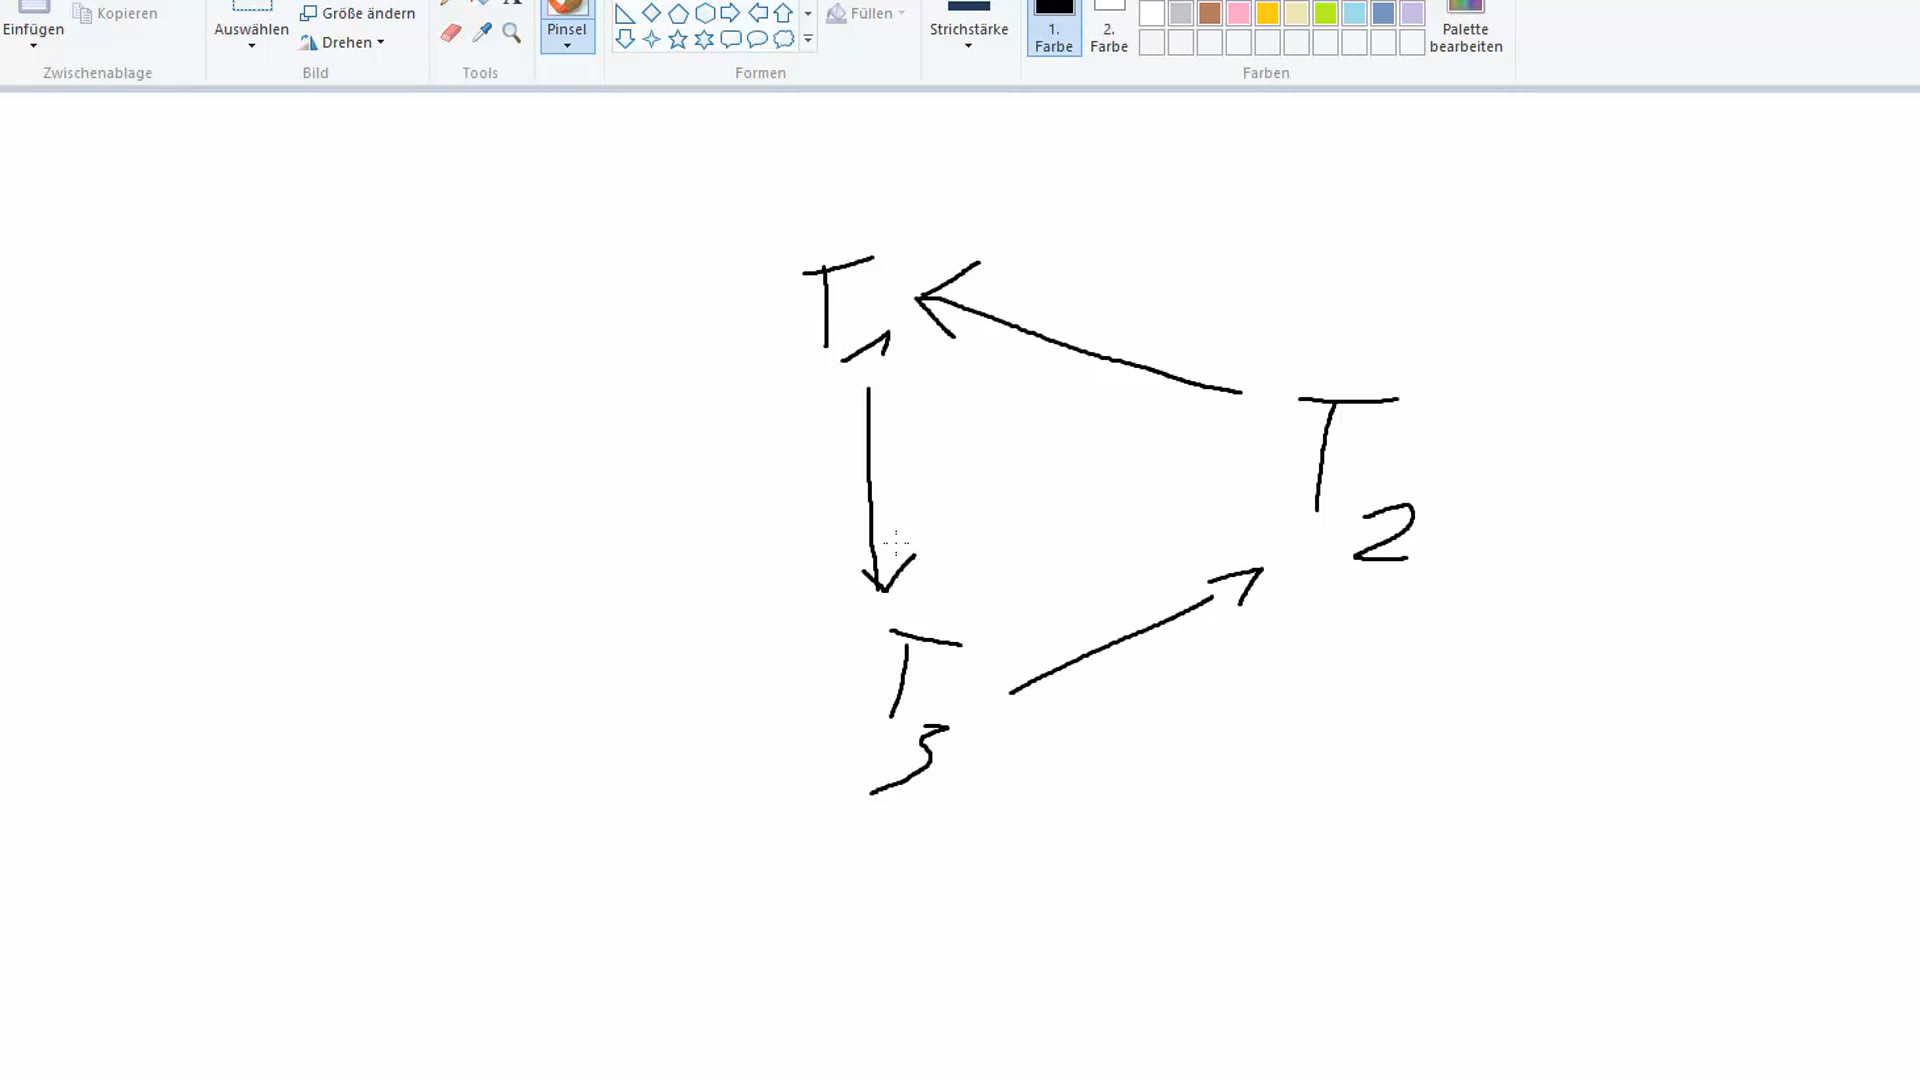 Einfügen
Kopieren
Auswählen
Größe ändern
Drehen
Pinsel
Füllen
Strichstärke
1. Farbe
2. Farbe
Palette bearbeiten
Zwischenablage
Bild
Tools
Formen
Farben
T1
T2
T3